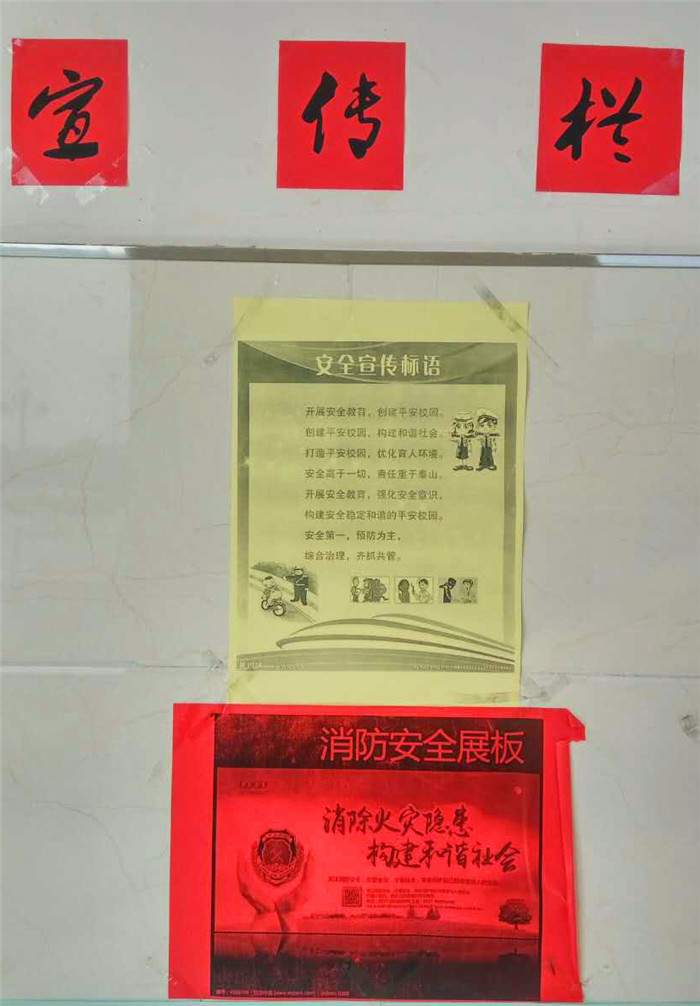 宣传栏
安全宣传标语
开展安全教育，创建平安校园。
创建平安校园、构建和谐社会。
打造平安校园，优化育人环境。
安全高于一切，责任重于泰山。
开展安全教育，强化安全意识，
构建安全稳定和谐的平安校园。
安全第一，预防为主，
综合治理，齐抓共管。
消防安全展板
消除火灾隐患
构建和谐社会